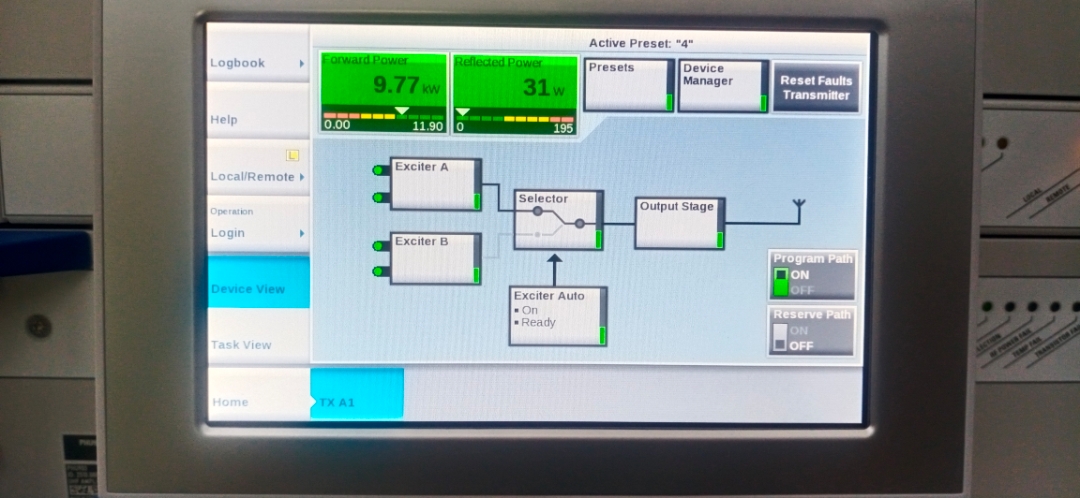 Active Preset: "4"
Logbook
Help
L
Local/Remote
Operation
Login
Device View
Task View
Home
TX A1
Forward Power
9.77 kW
0.00 11.90
Reflected Power
31 W
0 195
Presets
Device
Manager
Reset Faults
Transmitter
Exciter A
Exciter B
Selector
Output Stage
Exciter Auto
▪ On
▪ Ready
Program Path
ON
OFF
Reserve Path
ON
OFF
LOCAL
REMOTE